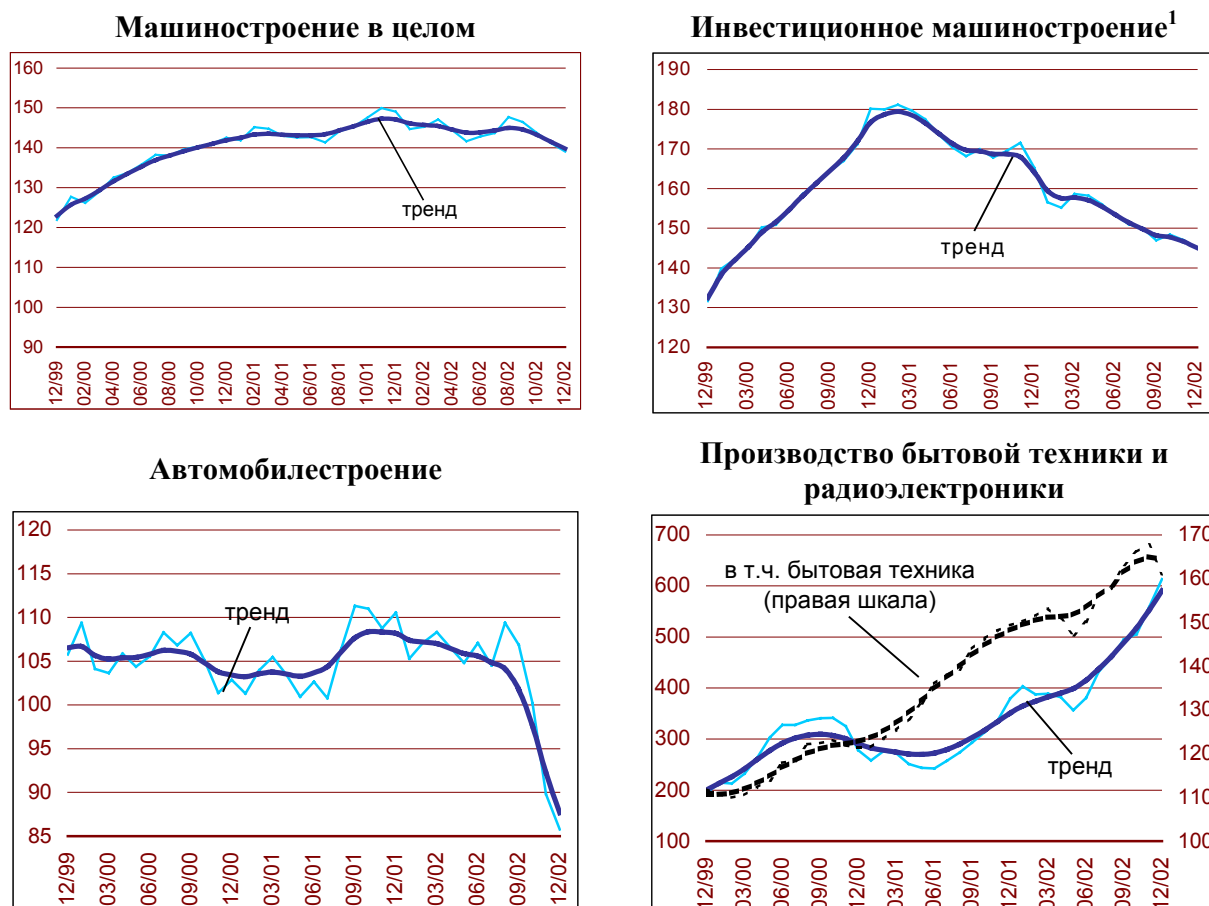 Машиностроение в целом
160
150
140
130
120
110
100
90
тренд
12/99 02/00 04/00 06/00 08/00 10/00 12/00 02/01 04/01 06/01 08/01 10/01 12/01 02/02 04/02 06/02 08/02 10/02 12/02
Инвестиционное машиностроение¹
190
180
170
160
150
140
130
120
тренд
12/99 03/00 06/00 09/00 12/00 03/01 06/01 09/01 12/01 03/02 06/02 09/02 12/02
Автомобилестроение
120
115
110
105
100
95
90
85
тренд
12/99 03/00 06/00 09/00 12/00 03/01 06/01 09/01 12/01 03/02 06/02 09/02 12/02
Производство бытовой техники и
радиоэлектроники
700
600
500
400
300
200
100
в т.ч. бытовая техника
(правая шкала)
тренд
170
160
150
140
130
120
110
100
12/99 03/00 06/00 09/00 12/00 03/01 06/01 09/01 12/01 03/02 06/02 09/02 12/02